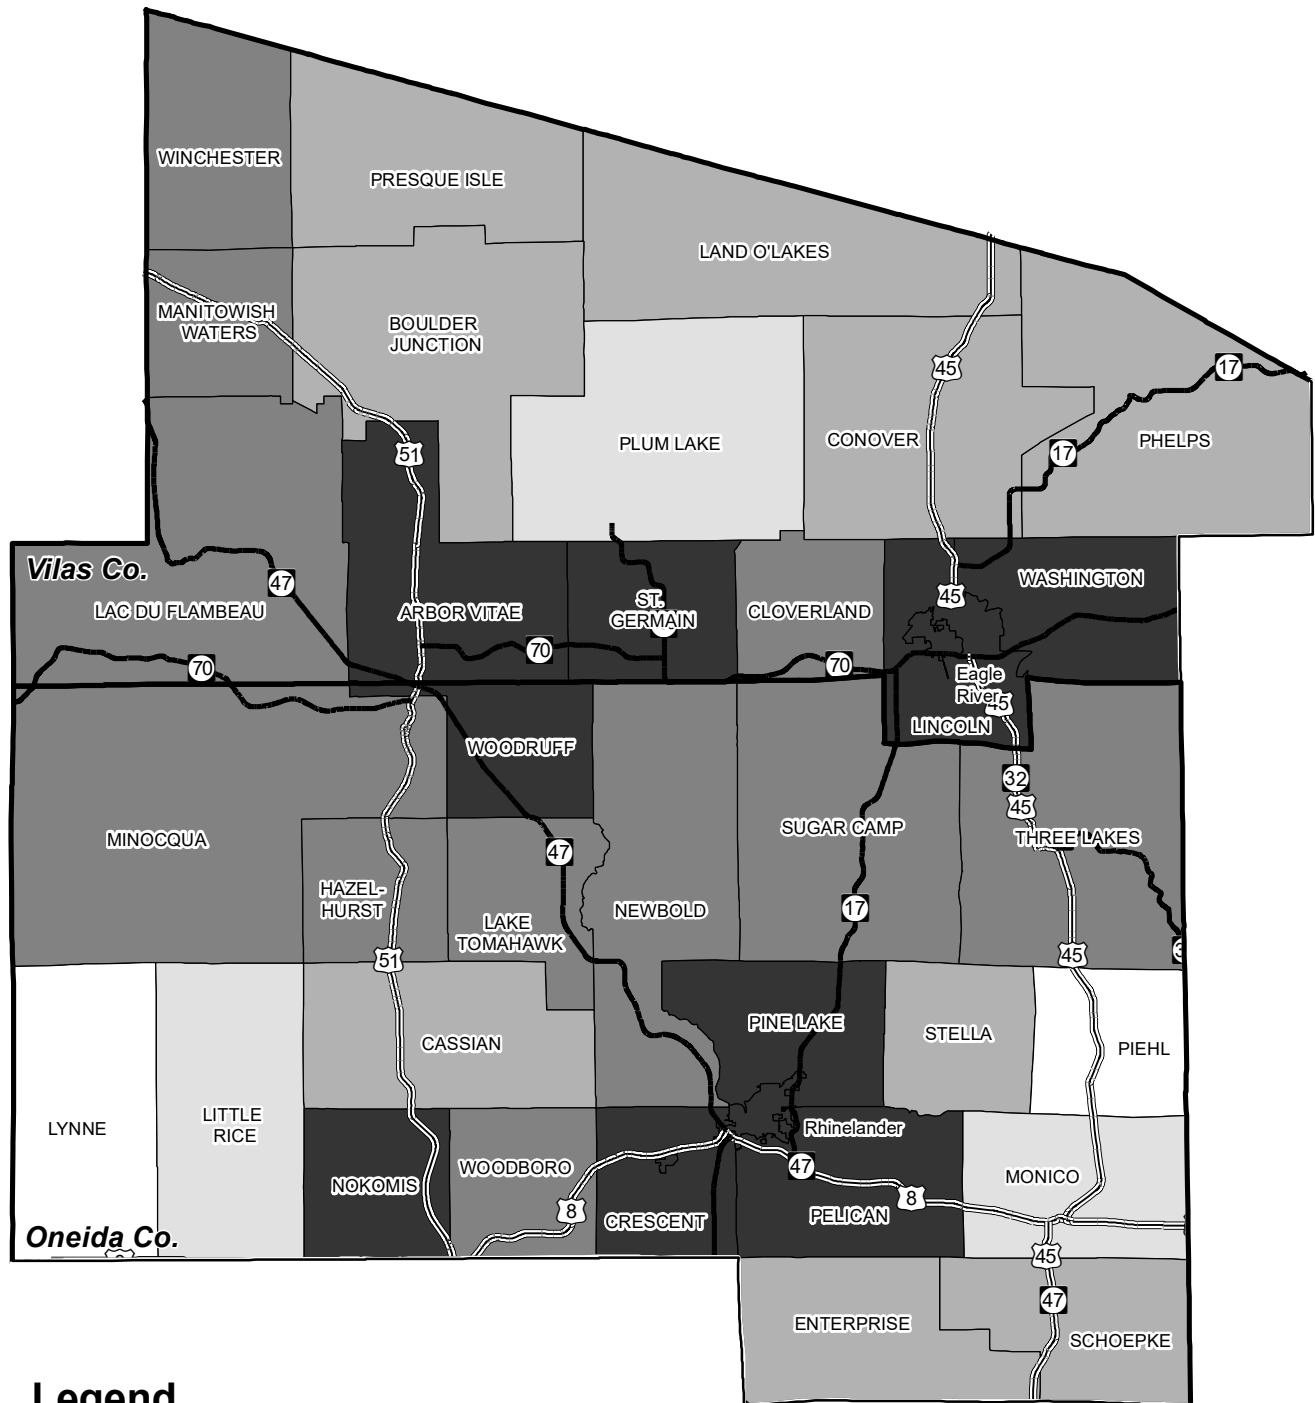 WINCHESTER
PRESQUE ISLE
LAND O'LAKES
MANITOWISH
WATERS
BOULDER
JUNCTION
45
17
51
PLUM LAKE
CONOVER
17
PHELPS
Vilas Co.
47
WASHINGTON
45
LAC DU FLAMBEAU
ARBOR VITAE
ST.
GERMAIN
CLOVERLAND
70
70
70
Eagle
River
45
LINCOLN
WOODRUFF
32
45
MINOCQUA
SUGAR CAMP
THREE LAKES
47
HAZEL-
HURST
LAKE
TOMAHAWK
NEWBOLD
17
51
45
CASSIAN
PINE LAKE
STELLA
PIEHL
LYNNE
LITTLE
RICE
Rhinelander
NOKOMIS
WOODBORO
47
MONICO
8
CRESCENT
PELICAN
8
Oneida Co.
45
47
ENTERPRISE
SCHOEPKE
Legend